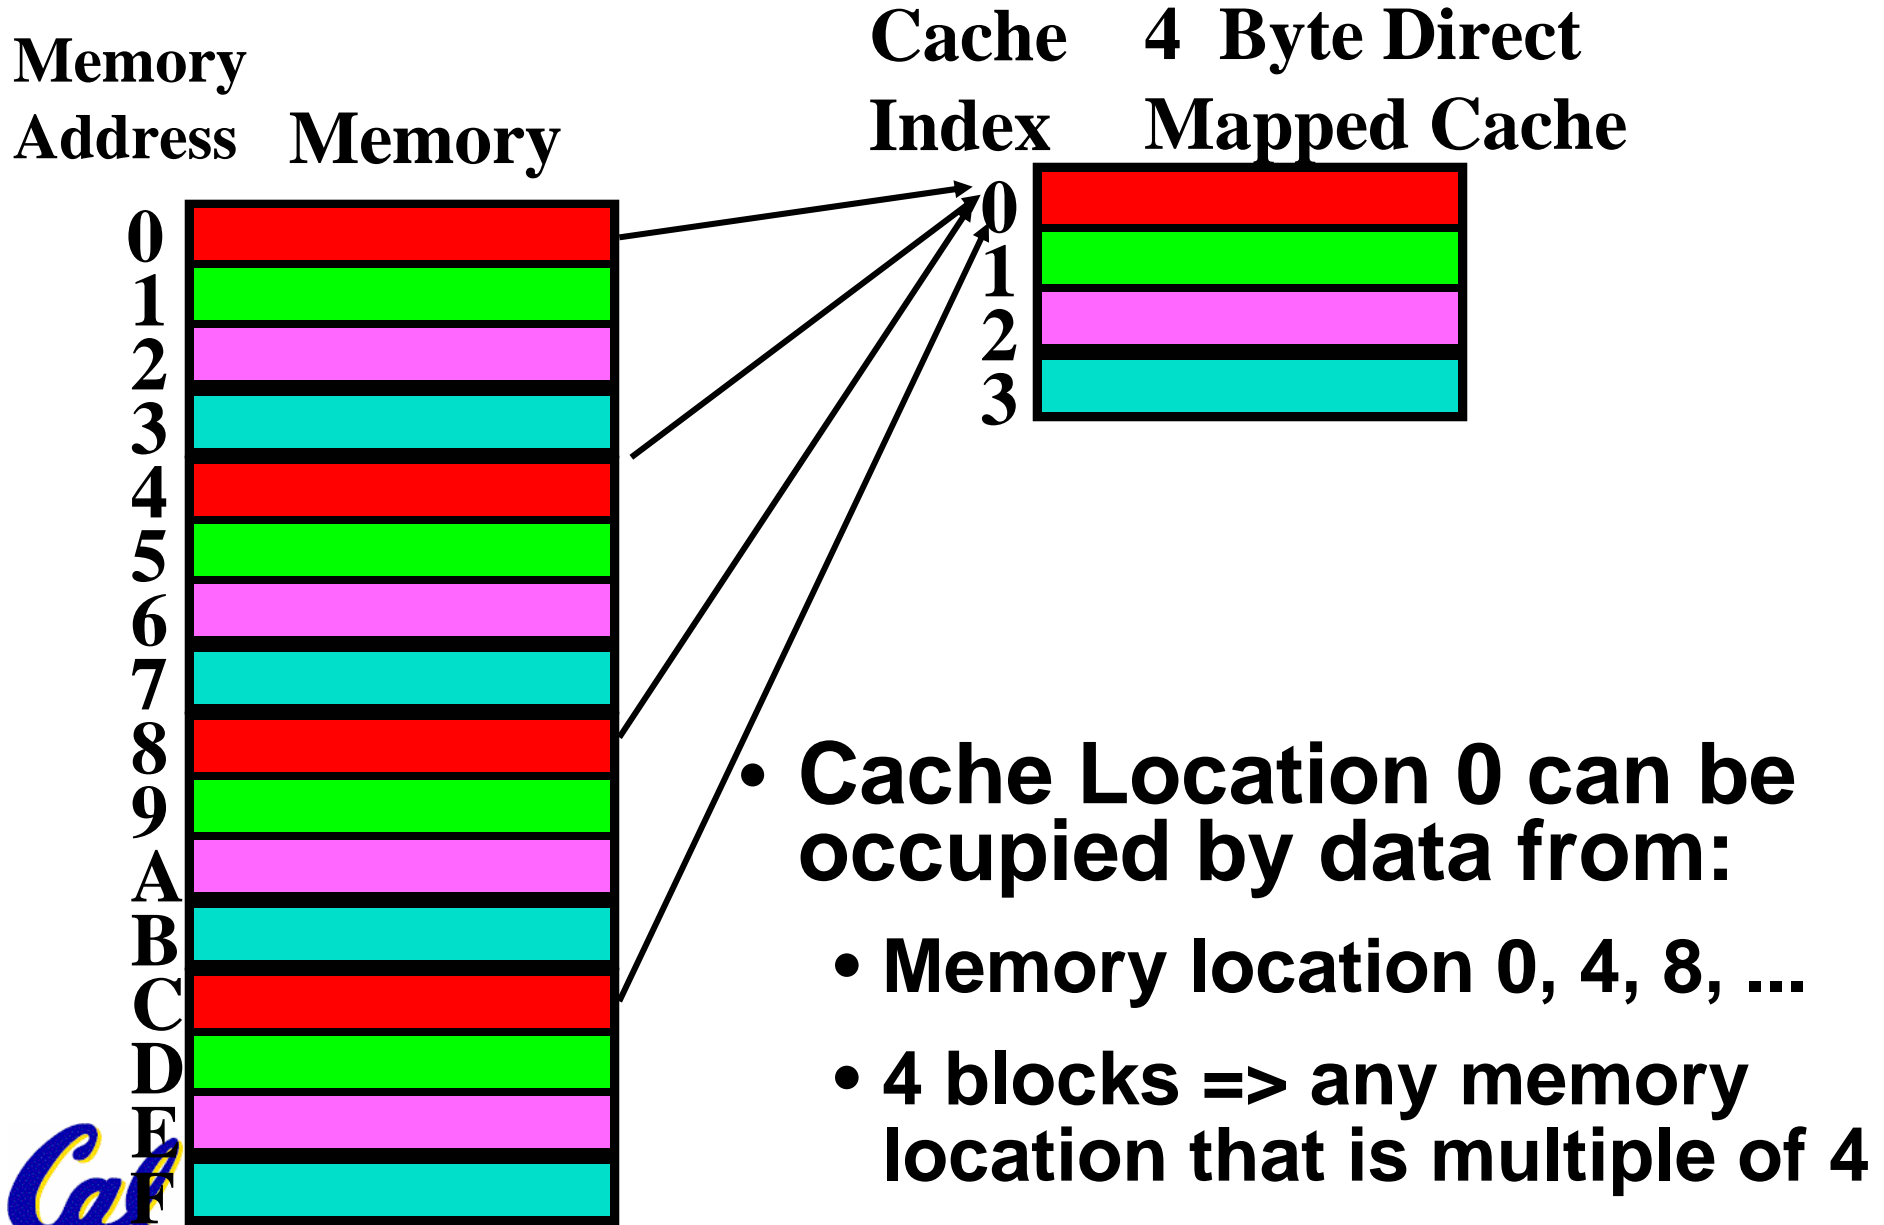 Memory
Address
Memory
0
1
2
3
4
5
6
7
8
9
A
B
C
D
E
F
Cache
Index
4 Byte Direct
Mapped Cache
0
1
2
3
• Cache Location 0 can be
occupied by data from:
• Memory location 0, 4, 8, ...
• 4 blocks => any memory
location that is multiple of 4
Cal